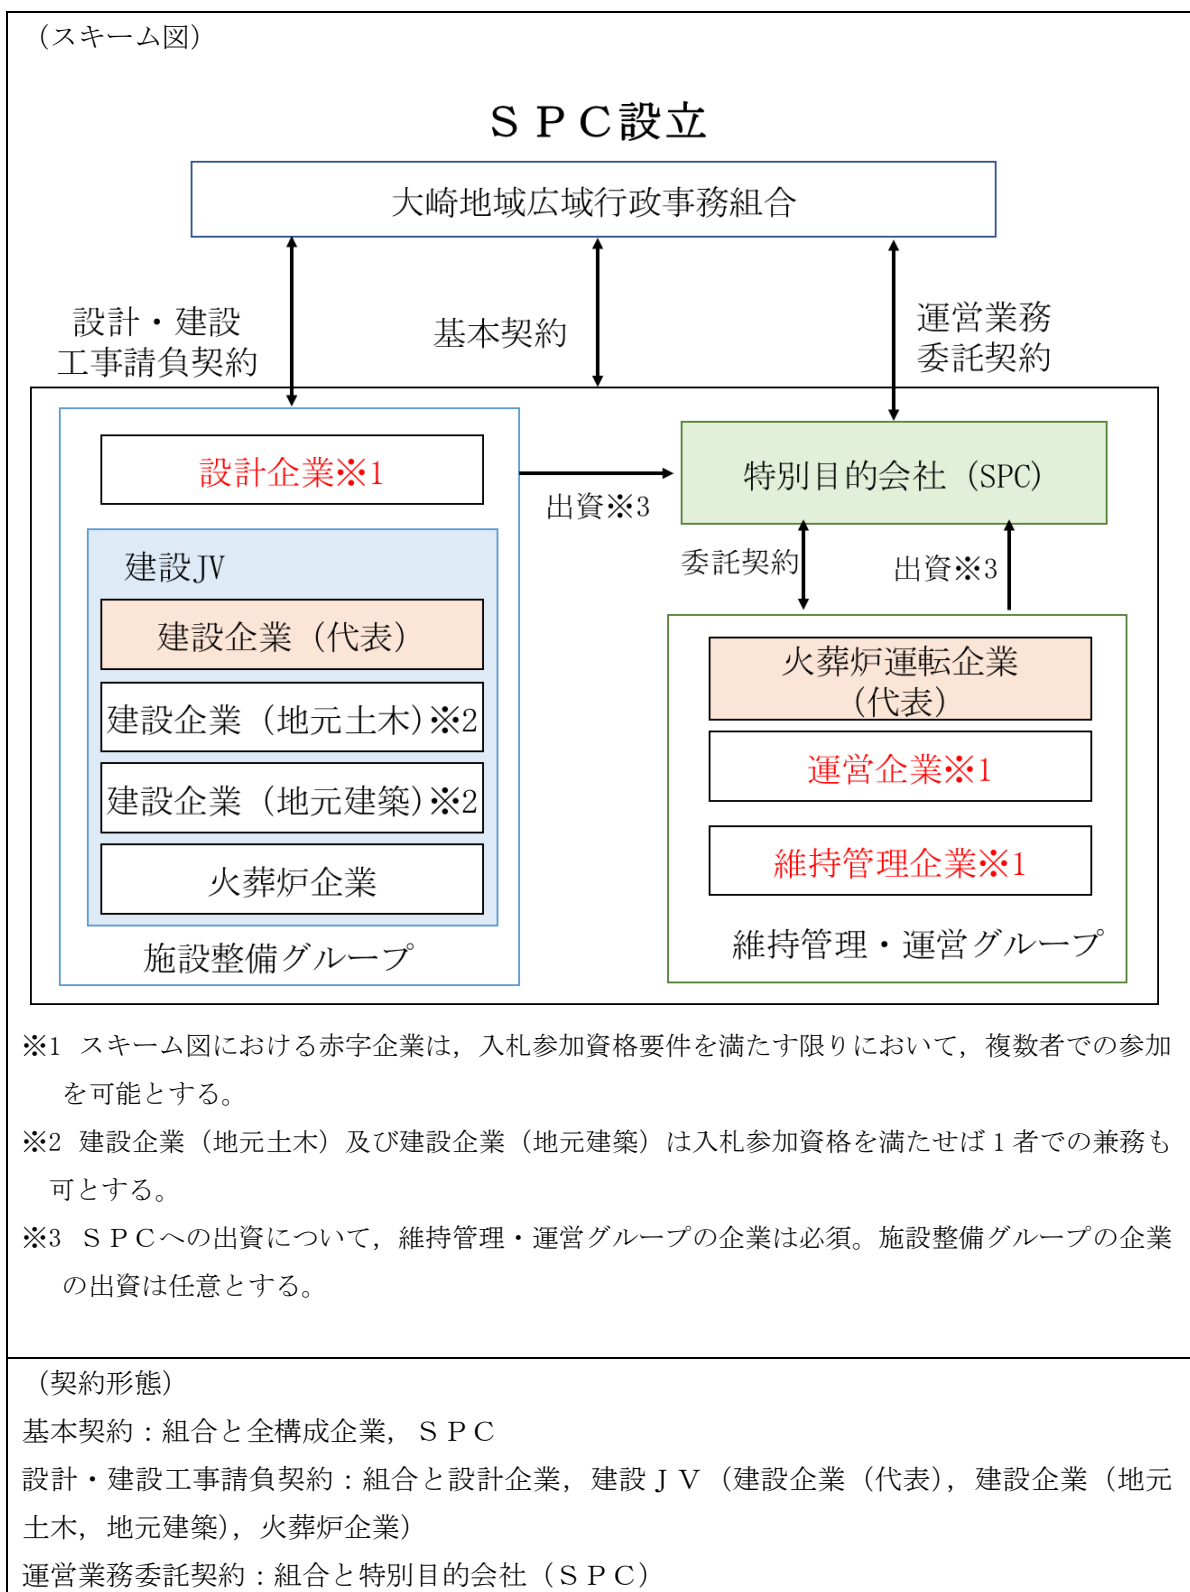 （スキーム図）
ＳＰＣ設立
大崎地域広域行政事務組合
設計・建設
工事請負契約
基本契約
運営業務
委託契約
設計企業※1
出資※3
特別目的会社（SPC）
建設JV
委託契約
出資※3
建設企業（代表）
建設企業（地元土木）※2
建設企業（地元建築）※2
火葬炉企業
施設整備グループ
火葬炉運転企業
（代表）
運営企業※1
維持管理企業※1
維持管理・運営グループ
※1 スキーム図における赤字企業は，入札参加資格要件を満たす限りにおいて，複数者での参加
を可能とする。
※2 建設企業（地元土木）及び建設企業（地元建築）は入札参加資格を満たせば１者での兼務も
可とする。
※3 ＳＰＣへの出資について，維持管理・運営グループの企業は必須。施設整備グループの企業
の出資は任意とする。
（契約形態）
基本契約：組合と全構成企業，ＳＰＣ
設計・建設工事請負契約：組合と設計企業，建設ＪＶ（建設企業（代表），建設企業（地元
土木，地元建築），火葬炉企業）
運営業務委託契約：組合と特別目的会社（ＳＰＣ）